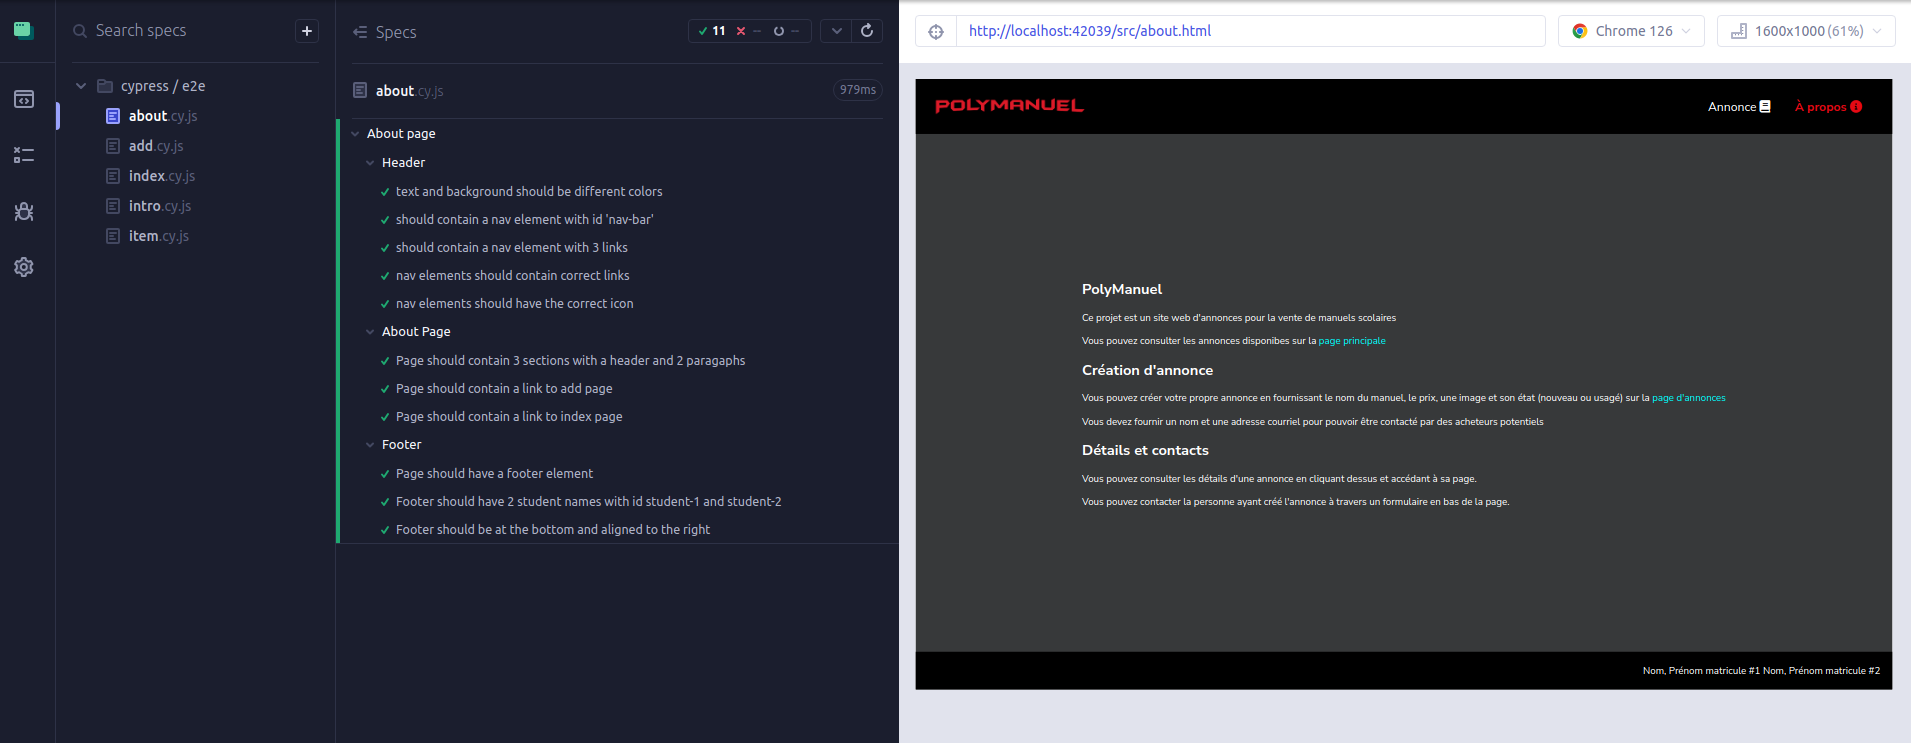 Search specs
+
cypress / e2e
about.cy.js
add.cy.js
index.cy.js
intro.cy.js
item.cy.js
Specs
11 -- --
about.cy.js
979ms
About page
Header
text and background should be different colors
should contain a nav element with id 'nav-bar'
should contain a nav element with 3 links
nav elements should contain correct links
nav elements should have the correct icon
About Page
Page should contain 3 sections with a header and 2 paragaphs
Page should contain a link to add page
Page should contain a link to index page
Footer
Page should have a footer element
Footer should have 2 student names with id student-1 and student-2
Footer should be at the bottom and aligned to the right
http://localhost:42039/src/about.html
Chrome 126
1600x1000 (61%)
POLYMANUEL
Annonce
À propos
PolyManuel
Ce projet est un site web d'annonces pour la vente de manuels scolaires
Vous pouvez consulter les annonces disponibes sur la page principale
Création d'annonce
Vous pouvez créer votre propre annonce en fournissant le nom du manuel, le prix, une image et son état (nouveau ou usagé) sur la page d'annonces
Vous devez fournir un nom et une adresse courriel pour pouvoir être contacté par des acheteurs potentiels
Détails et contacts
Vous pouvez consulter les détails d'une annonce en cliquant dessus et accédant à sa page.
Vous pouvez contacter la personne ayant créé l'annonce à travers un formulaire en bas de la page.
Nom, Prénom matricule #1 Nom, Prénom matricule #2